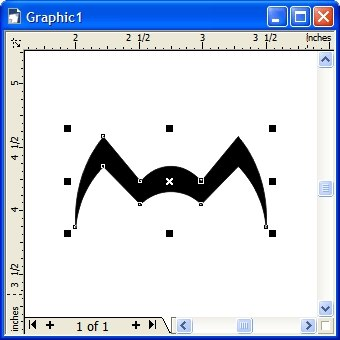 Graphic1
2 2 1/2 3 3 1/2 inches
5
4 1/2
4
3 1/2
inches
1 of 1